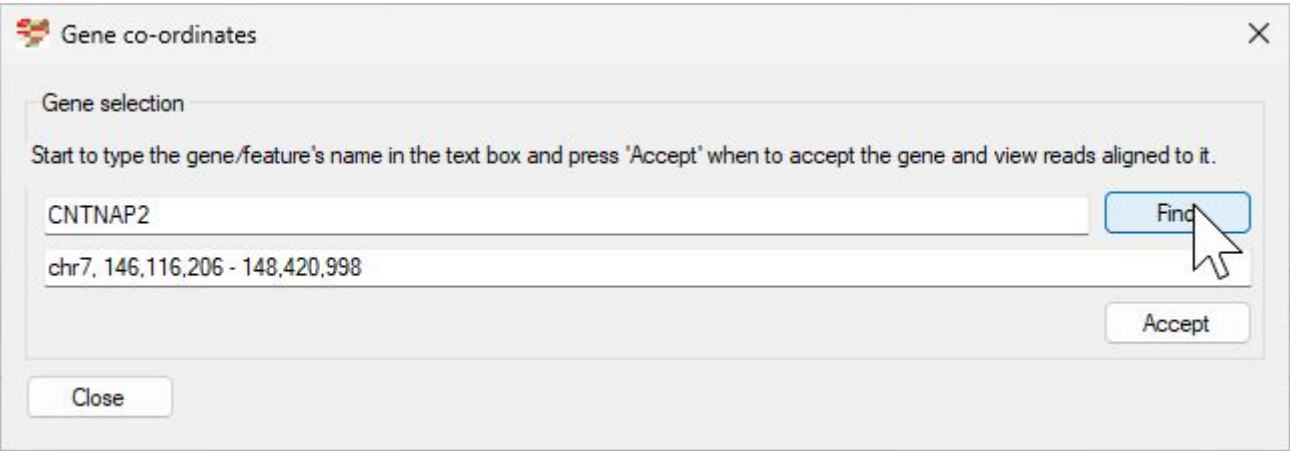 Gene co-ordinates
Gene selection
Start to type the gene/feature's name in the text box and press 'Accept' when to accept the gene and view reads aligned to it.
CNTNAP2
Find
chr7, 146,116,206 - 148,420,998
Accept
Close